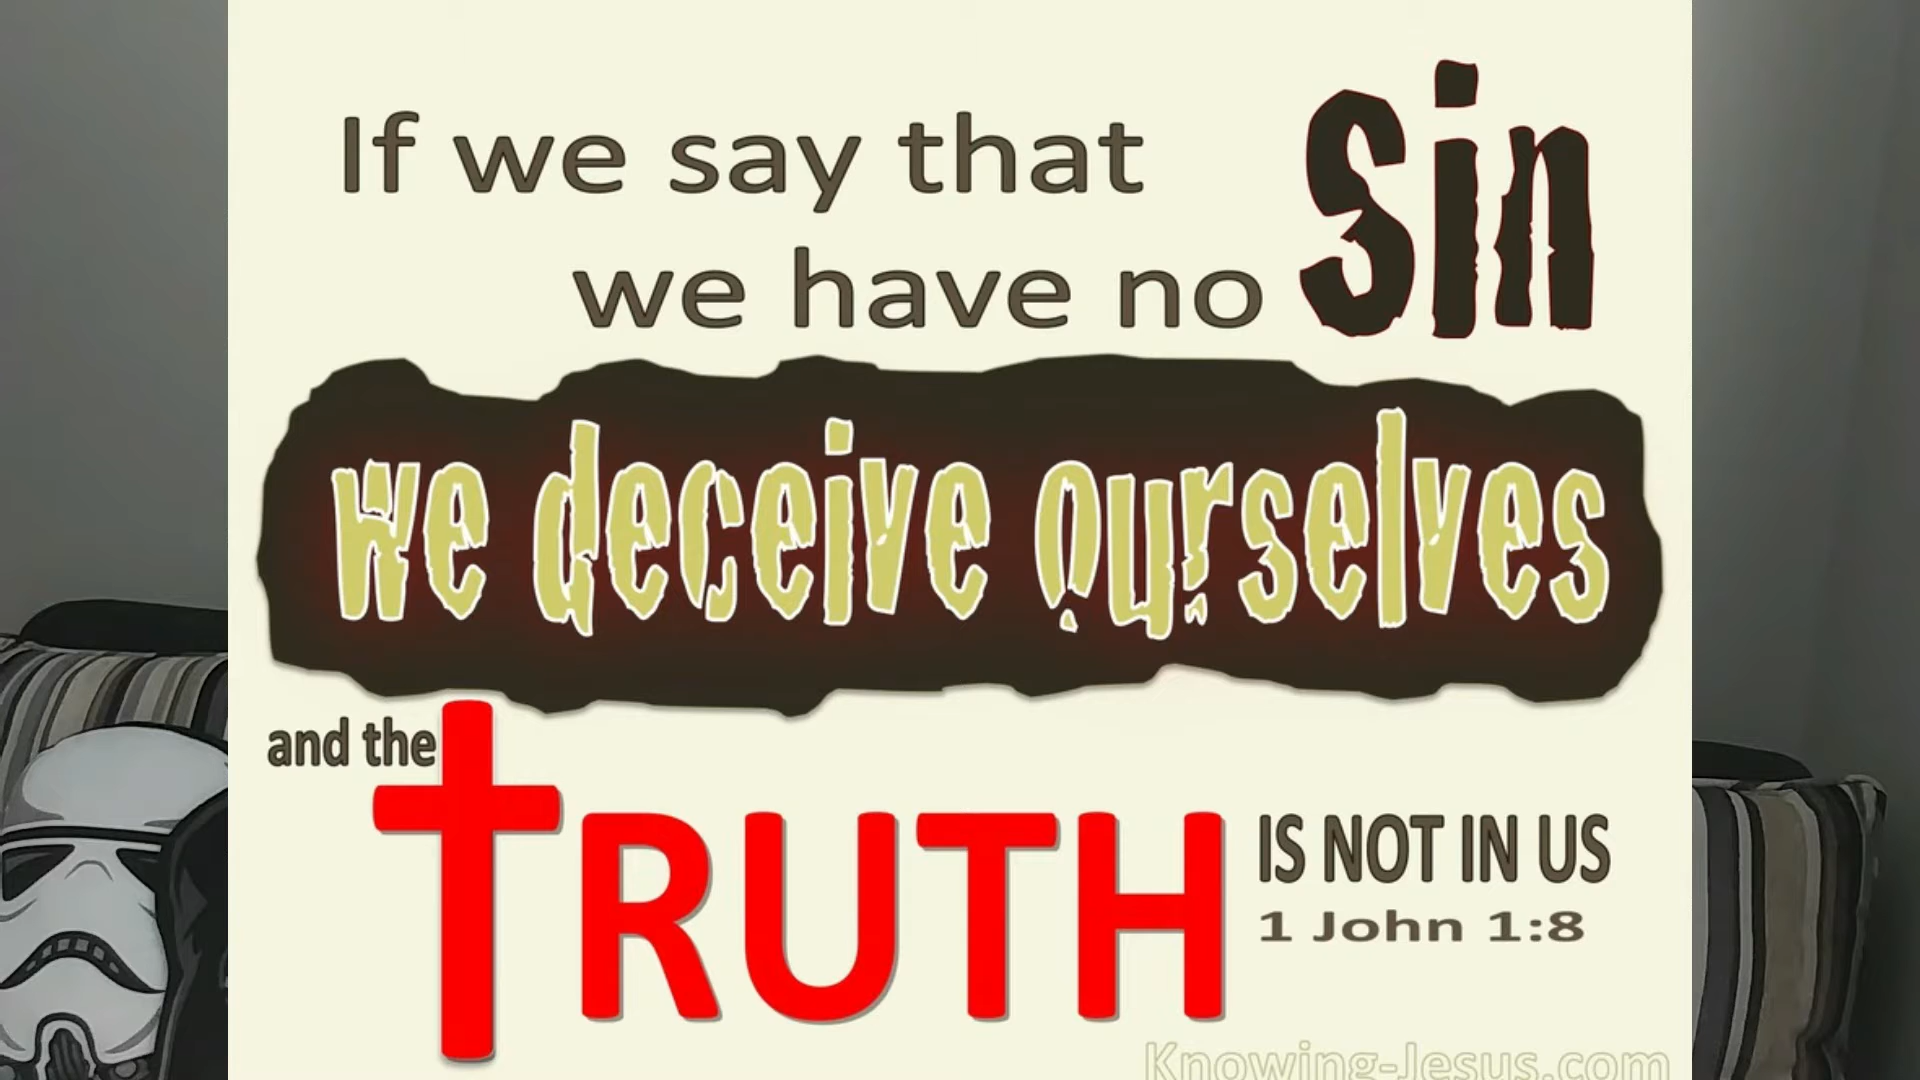 If we say that
we have no Sin
we deceive ourselves
and the
TRUTH IS NOT IN US
1 John 1:8
Knowing-Jesus.com